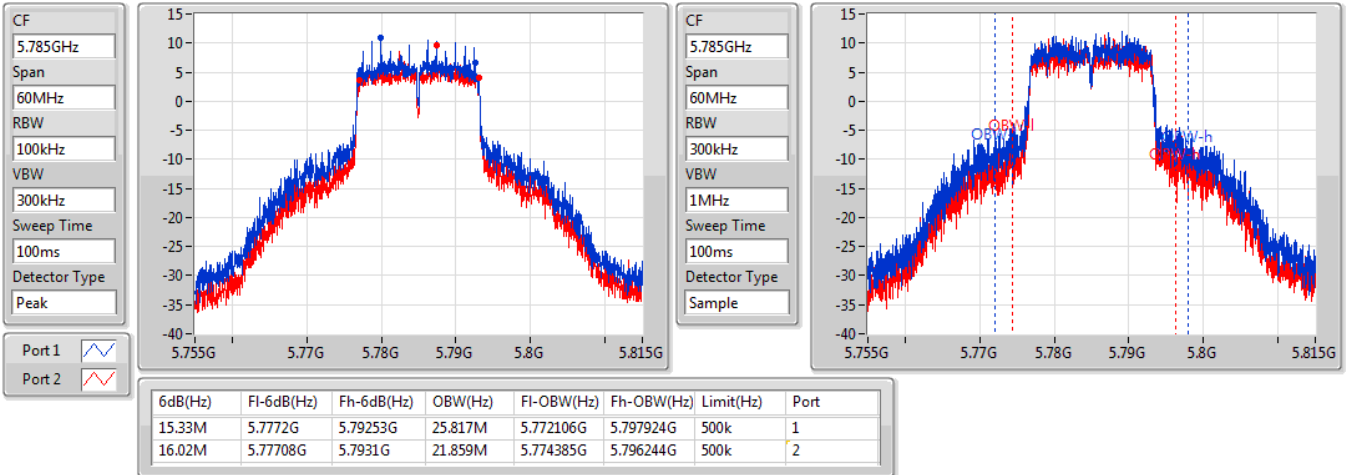 CF
5.785GHz
Span
60MHz
RBW
100kHz
VBW
300kHz
Sweep Time
100ms
Detector Type
Peak
Port 1
Port 2
15
10
5
0
-5
-10
-15
-20
-25
-30
-35
-40
5.755G 5.77G 5.78G 5.79G 5.8G 5.815G
CF
5.785GHz
Span
60MHz
RBW
300kHz
VBW
1MHz
Sweep Time
100ms
Detector Type
Sample
15
10
5
0
-5
-10
-15
-20
-25
-30
-35
-40
OBW-l
5.755G 5.77G 5.78G 5.79G 5.8G 5.815G
6dB(Hz) Fl-6dB(Hz) Fh-6dB(Hz) OBW(Hz) Fl-OBW(Hz) Fh-OBW(Hz) Limit(Hz) Port
15.33M 5.7772G 5.79253G 25.817M 5.772106G 5.797924G 500k 1
16.02M 5.77708G 5.7931G 21.859M 5.774385G 5.796244G 500k 2